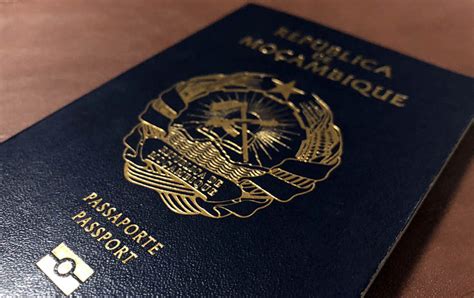 REPÚBLICA
DE
MOÇAMBIQUE
PASSAPORTE
PASSPORT